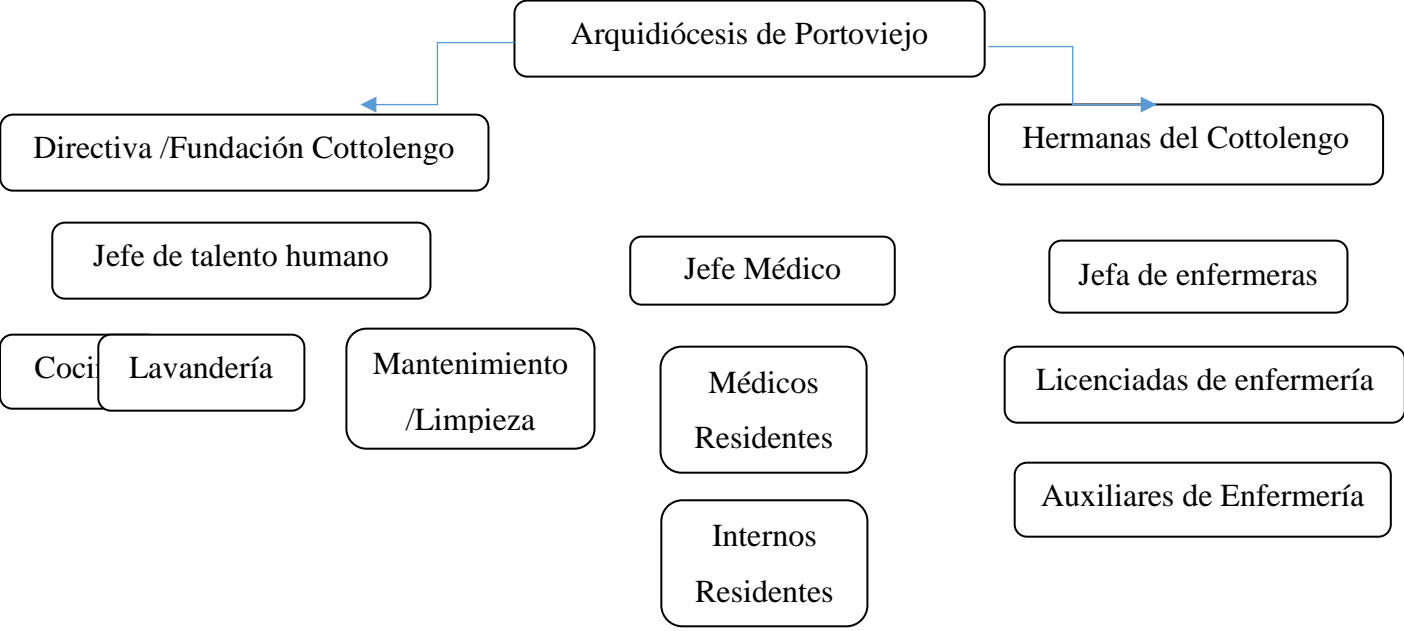 Arquidiócesis de Portoviejo
Directiva /Fundación Cottolengo
Hermanas del Cottolengo
Jefe de talento humano
Jefe Médico
Jefa de enfermeras
Lavandería
Mantenimiento
/Limpieza
Médicos
Residentes
Licenciadas de enfermería
Internos
Residentes
Auxiliares de Enfermería